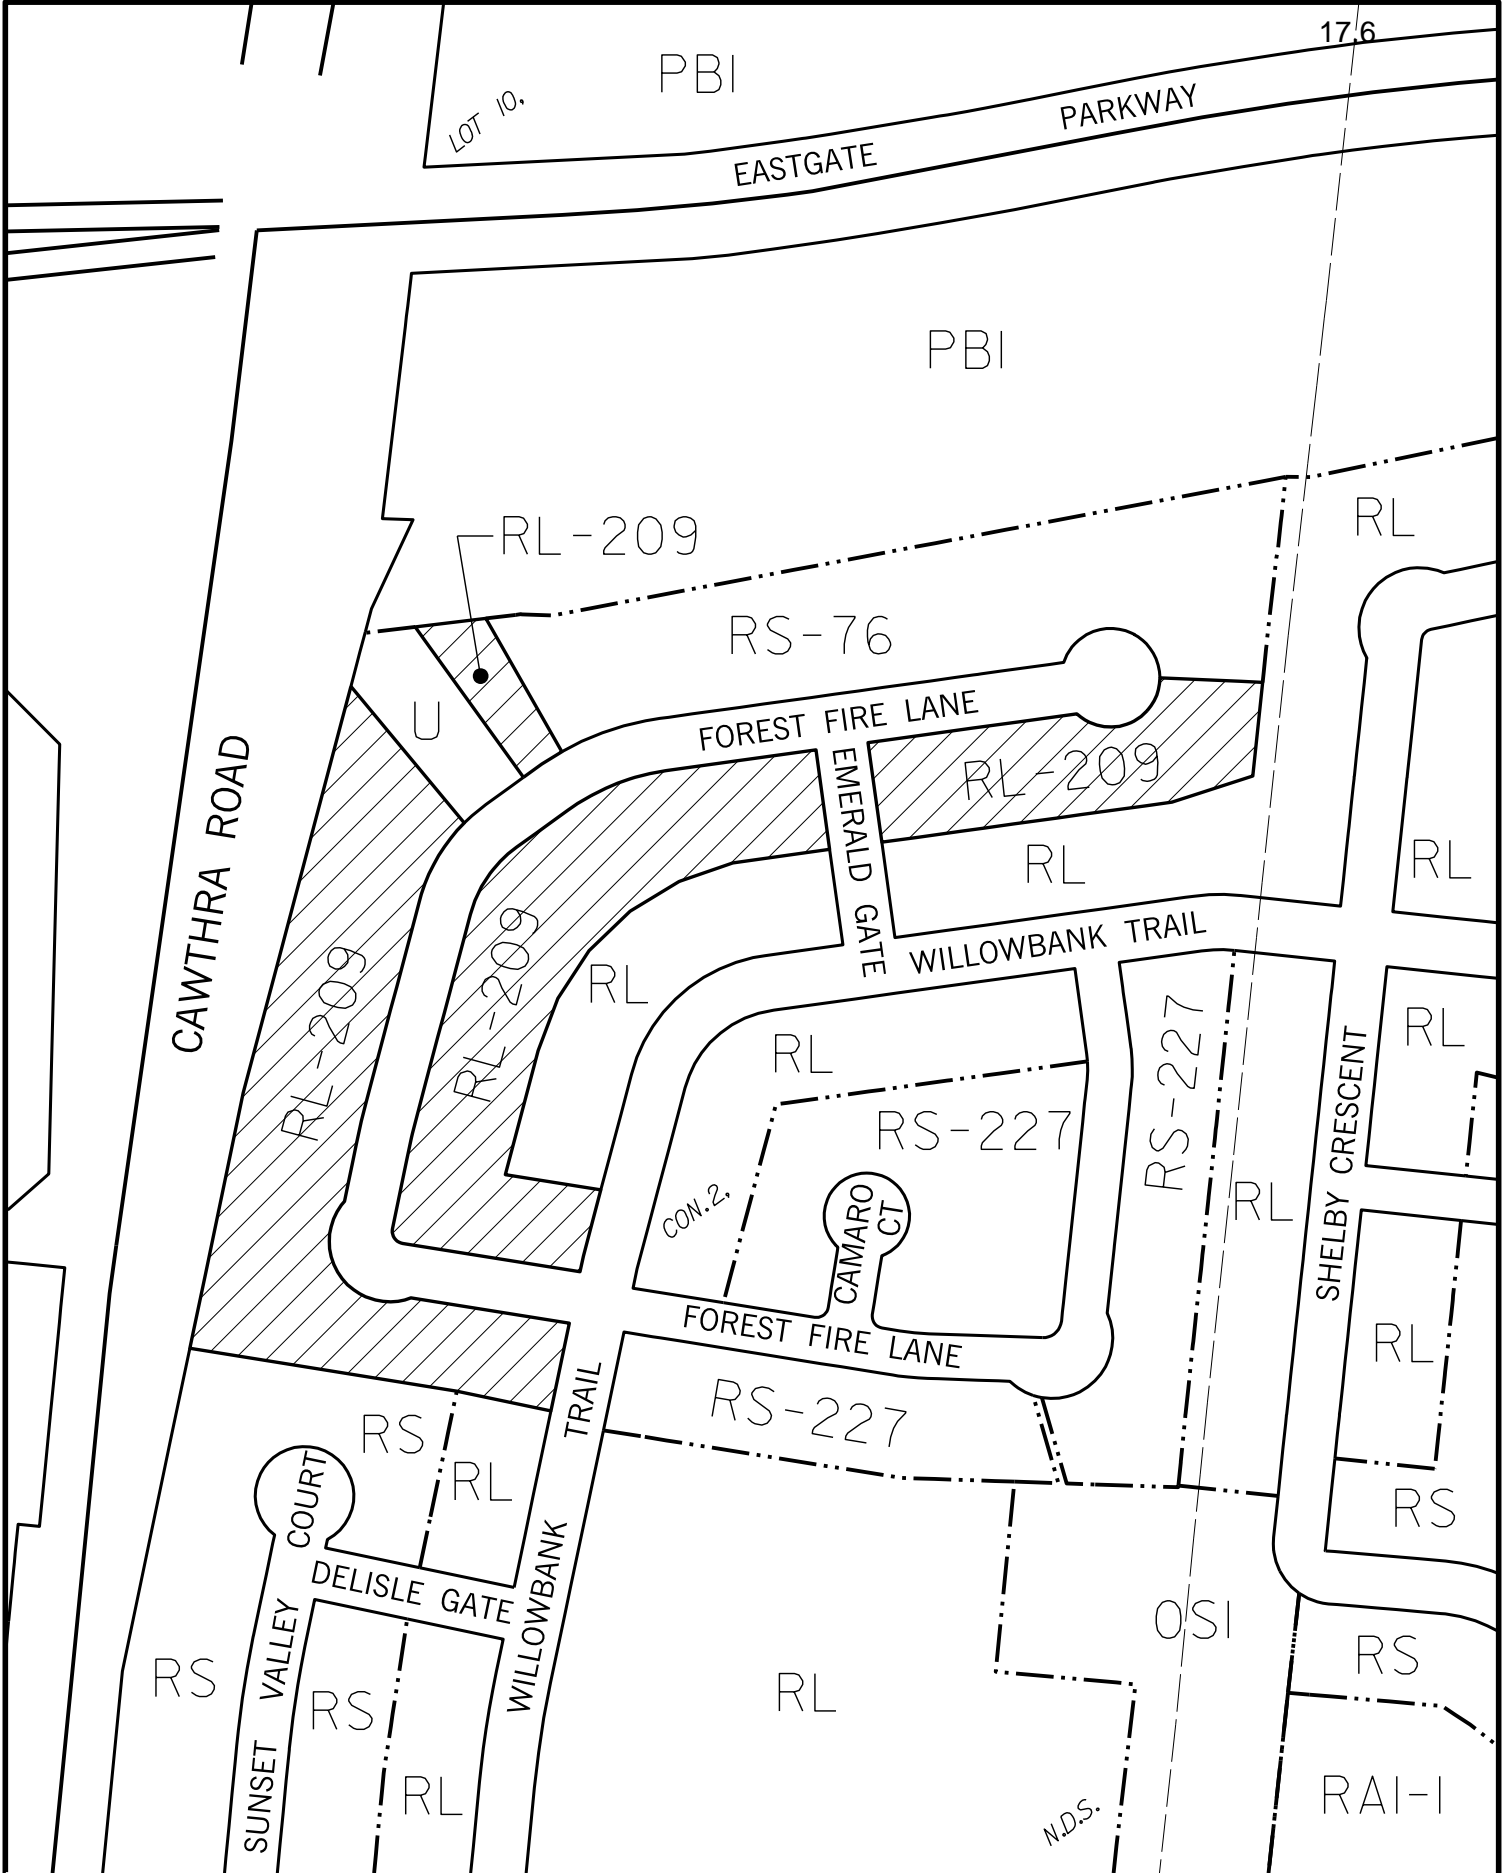 17.6
PBI
LOT IO,
PARKWAY
EASTGATE
PBI
RL
RL-209
RS-76
U
FOREST FIRE LANE
RL-209
EMERALD GATE
CAWTHRA ROAD
RL
RL
WILLOWBANK TRAIL
RL-209
RL-209
RL
RL
RL
RS-227
SHELBY CRESCENT
RS-227
CON.2,
CAMARO
CT
RL
FOREST FIRE LANE
RL
TRAIL
RS-227
RS
RL
COURT
RS
DELISLE GATE
WILLOWBANK
OSI
RS
VALLEY
RS
RS
RL
SUNSET
RL
RAI-I
N.D.S.